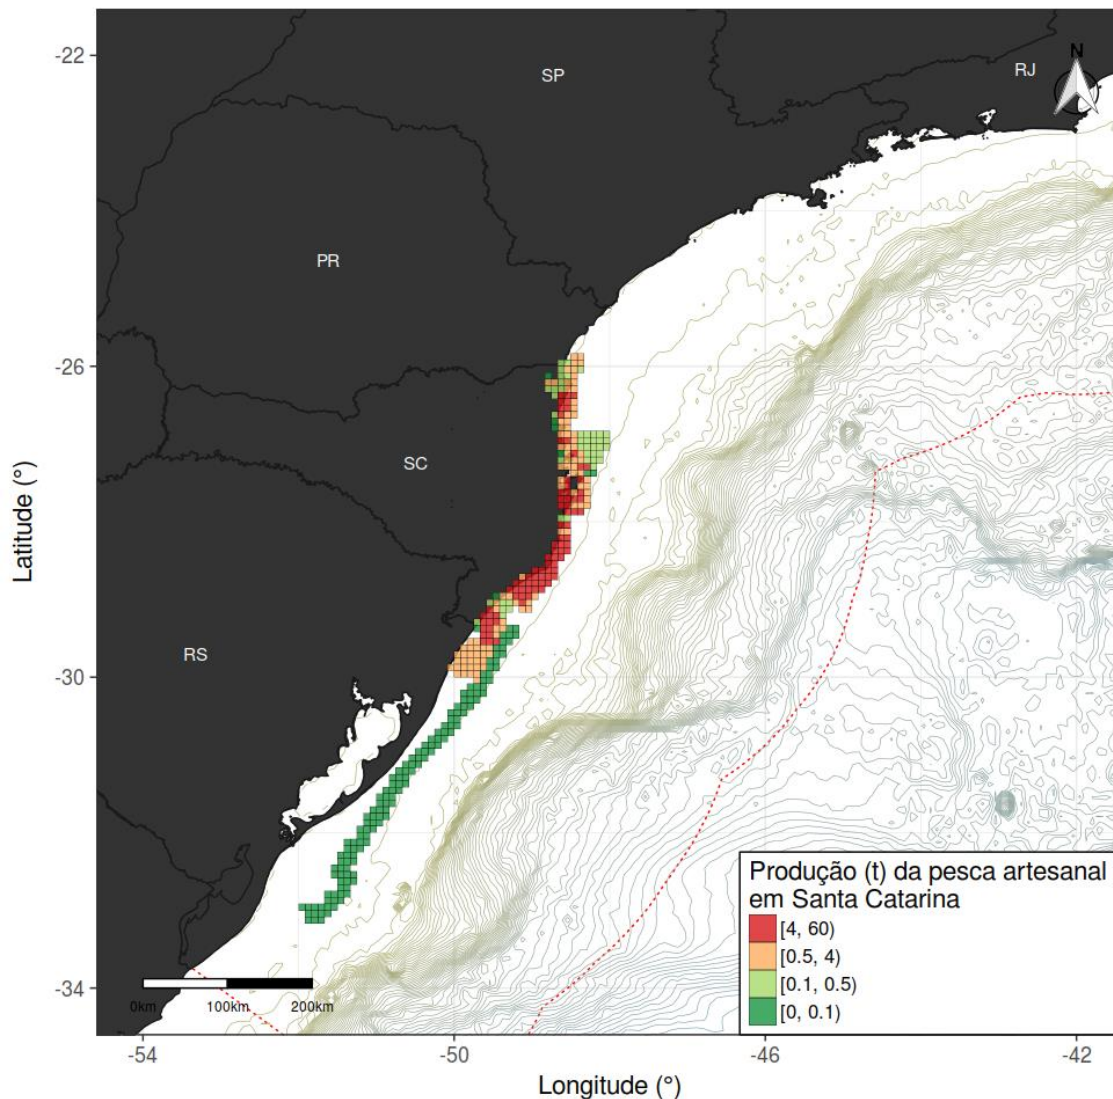 N
-22
SP
RJ
PR
-26
Latitude (°)
SC
RS
-30
Produção (t) da pesca artesanal
em Santa Catarina
[4, 60)
[0.5, 4)
[0.1, 0.5)
[0, 0.1)
-34
0km 100km 200km
-54 -50 -46 -42
Longitude (°)